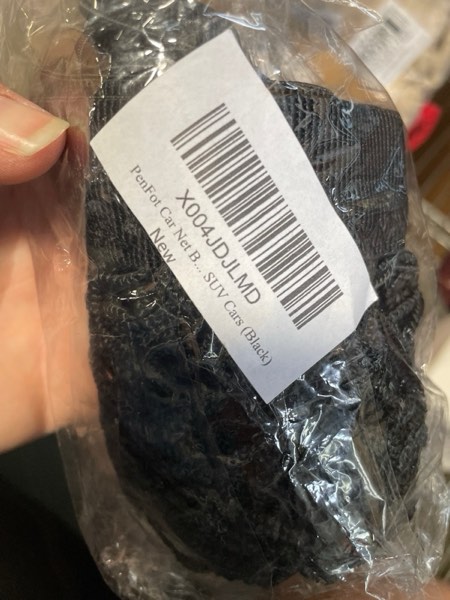 X004JDJLMD
PenFot Car Net B... SUV Cars (Black)
New